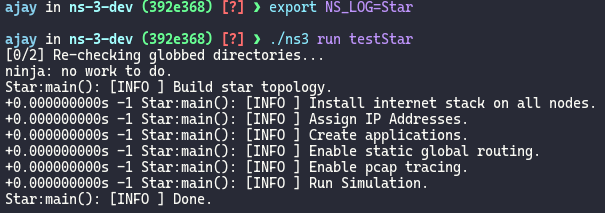 ajay in ns-3-dev (392e368) [?] ❯ export NS_LOG=Star
ajay in ns-3-dev (392e368) [?] ❯ ./ns3 run testStar
[0/2] Re-checking globbed directories...
ninja: no work to do.
Star:main(): [INFO ] Build star topology.
+0.000000000s -1 Star:main(): [INFO ] Install internet stack on all nodes.
+0.000000000s -1 Star:main(): [INFO ] Assign IP Addresses.
+0.000000000s -1 Star:main(): [INFO ] Create applications.
+0.000000000s -1 Star:main(): [INFO ] Enable static global routing.
+0.000000000s -1 Star:main(): [INFO ] Enable pcap tracing.
+0.000000000s -1 Star:main(): [INFO ] Run Simulation.
Star:main(): [INFO ] Done.